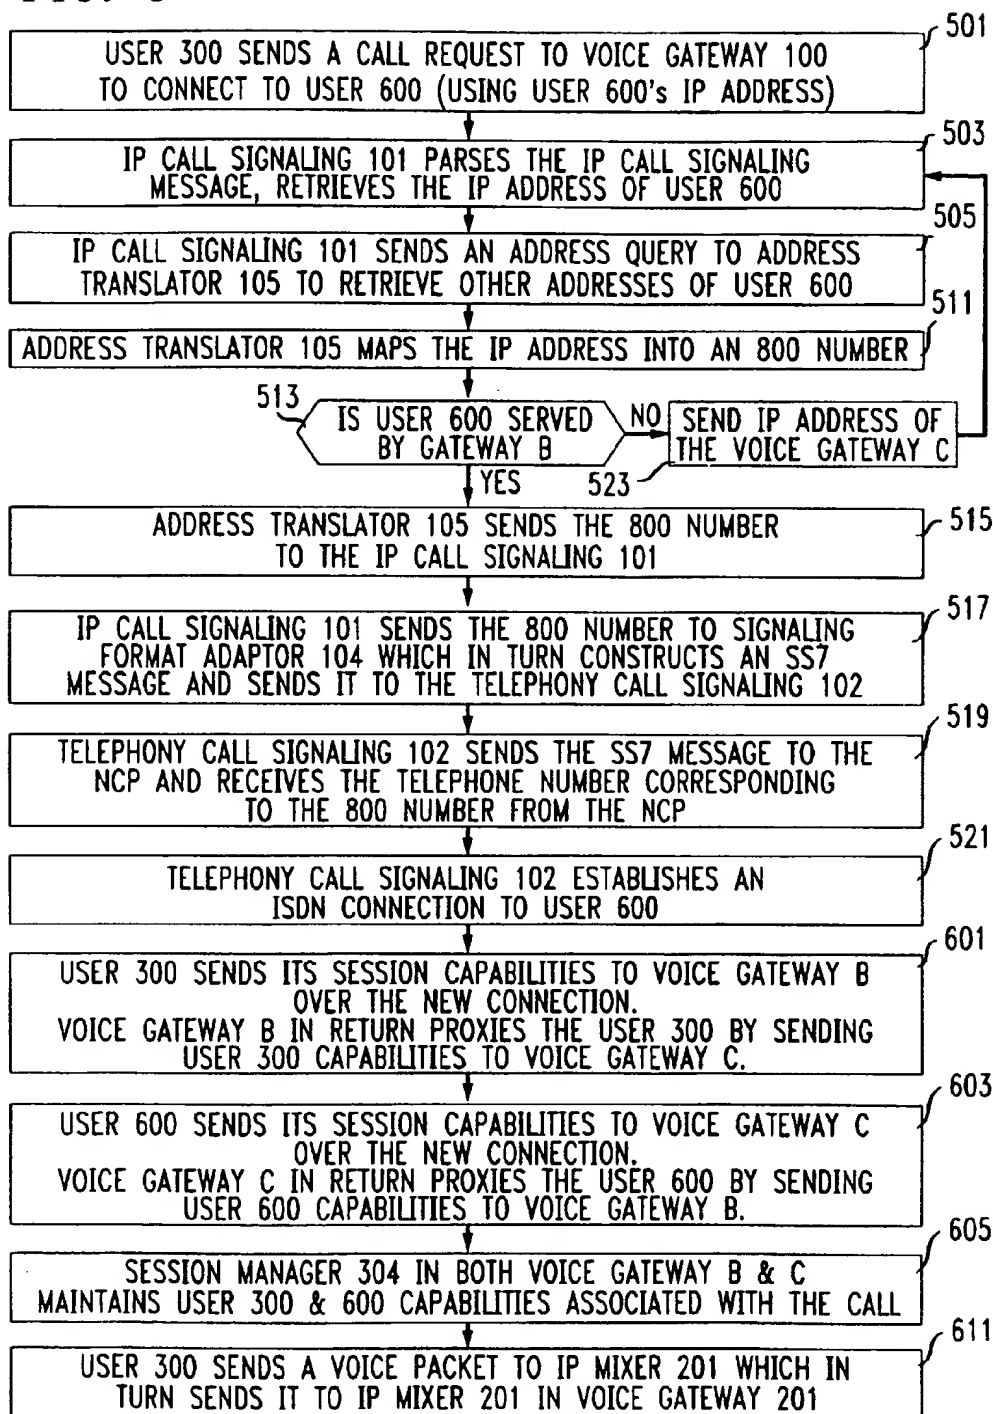 501
USER 300 SENDS A CALL REQUEST TO VOICE GATEWAY 100
TO CONNECT TO USER 600 (USING USER 600's IP ADDRESS)
503
IP CALL SIGNALING 101 PARSES THE IP CALL SIGNALING
MESSAGE, RETRIEVES THE IP ADDRESS OF USER 600
505
IP CALL SIGNALING 101 SENDS AN ADDRESS QUERY TO ADDRESS
TRANSLATOR 105 TO RETRIEVE OTHER ADDRESSES OF USER 600
511
ADDRESS TRANSLATOR 105 MAPS THE IP ADDRESS INTO AN 800 NUMBER
513
IS USER 600 SERVED
BY GATEWAY B
NO
SEND IP ADDRESS OF
THE VOICE GATEWAY C
YES
523
515
ADDRESS TRANSLATOR 105 SENDS THE 800 NUMBER
TO THE IP CALL SIGNALING 101
517
IP CALL SIGNALING 101 SENDS THE 800 NUMBER TO SIGNALING
FORMAT ADAPTOR 104 WHICH IN TURN CONSTRUCTS AN SS7
MESSAGE AND SENDS IT TO THE TELEPHONY CALL SIGNALING 102
519
TELEPHONY CALL SIGNALING 102 SENDS THE SS7 MESSAGE TO THE
NCP AND RECEIVES THE TELEPHONE NUMBER CORRESPONDING
TO THE 800 NUMBER FROM THE NCP
521
TELEPHONY CALL SIGNALING 102 ESTABLISHES AN
ISDN CONNECTION TO USER 600
601
USER 300 SENDS ITS SESSION CAPABILITIES TO VOICE GATEWAY B
OVER THE NEW CONNECTION.
VOICE GATEWAY B IN RETURN PROXIES THE USER 300 BY SENDING
USER 300 CAPABILITIES TO VOICE GATEWAY C.
603
USER 600 SENDS ITS SESSION CAPABILITIES TO VOICE GATEWAY C
OVER THE NEW CONNECTION.
VOICE GATEWAY C IN RETURN PROXIES THE USER 600 BY SENDING
USER 600 CAPABILITIES TO VOICE GATEWAY B.
605
SESSION MANAGER 304 IN BOTH VOICE GATEWAY B & C
MAINTAINS USER 300 & 600 CAPABILITIES ASSOCIATED WITH THE CALL
611
USER 300 SENDS A VOICE PACKET TO IP MIXER 201 WHICH IN
TURN SENDS IT TO IP MIXER 201 IN VOICE GATEWAY 201